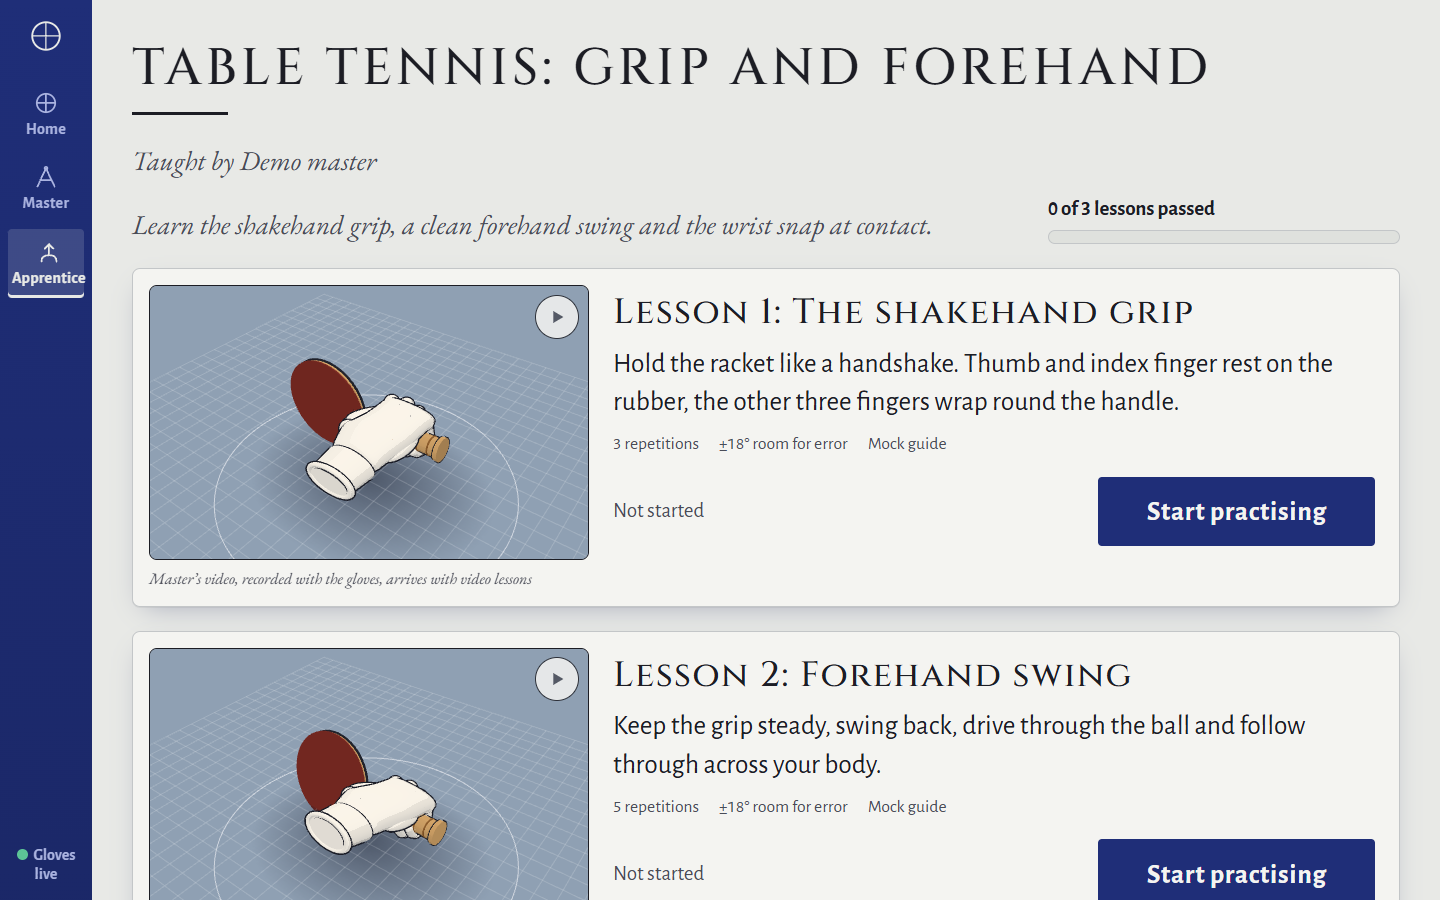 Home
Master
Apprentice
Gloves
live
TABLE TENNIS: GRIP AND FOREHAND
Taught by Demo master
Learn the shakehand grip, a clean forehand swing and the wrist snap at contact.
0 of 3 lessons passed
LESSON 1: THE SHAKEHAND GRIP
Hold the racket like a handshake. Thumb and index finger rest on the
rubber, the other three fingers wrap round the handle.
3 repetitions ±18° room for error Mock guide
Not started
Start practising
Master's video, recorded with the gloves, arrives with video lessons
LESSON 2: FOREHAND SWING
Keep the grip steady, swing back, drive through the ball and follow
through across your body.
5 repetitions ±18° room for error Mock guide
Not started
Start practising